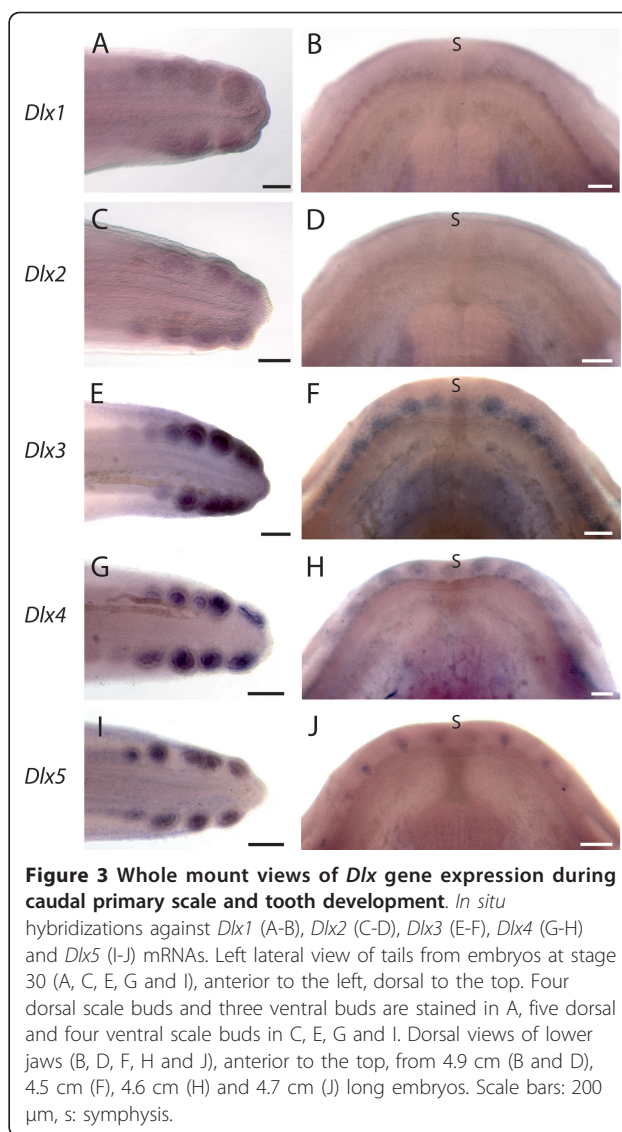 A
B
S
Dlx1
C
D
S
Dlx2
E
F
S
Dlx3
G
H
S
Dlx4
I
J
S
Dlx5
Figure 3 Whole mount views of Dlx gene expression during
caudal primary scale and tooth development. In situ
hybridizations against Dlx1 (A-B), Dlx2 (C-D), Dlx3 (E-F), Dlx4 (G-H)
and Dlx5 (I-J) mRNAs. Left lateral view of tails from embryos at stage
30 (A, C, E, G and I), anterior to the left, dorsal to the top. Four
dorsal scale buds and three ventral buds are stained in A, five dorsal
and four ventral scale buds in C, E, G and I. Dorsal views of lower
jaws (B, D, F, H and J), anterior to the top, from 4.9 cm (B and D),
4.5 cm (F), 4.6 cm (H) and 4.7 cm (J) long embryos. Scale bars: 200
μm, s: symphysis.